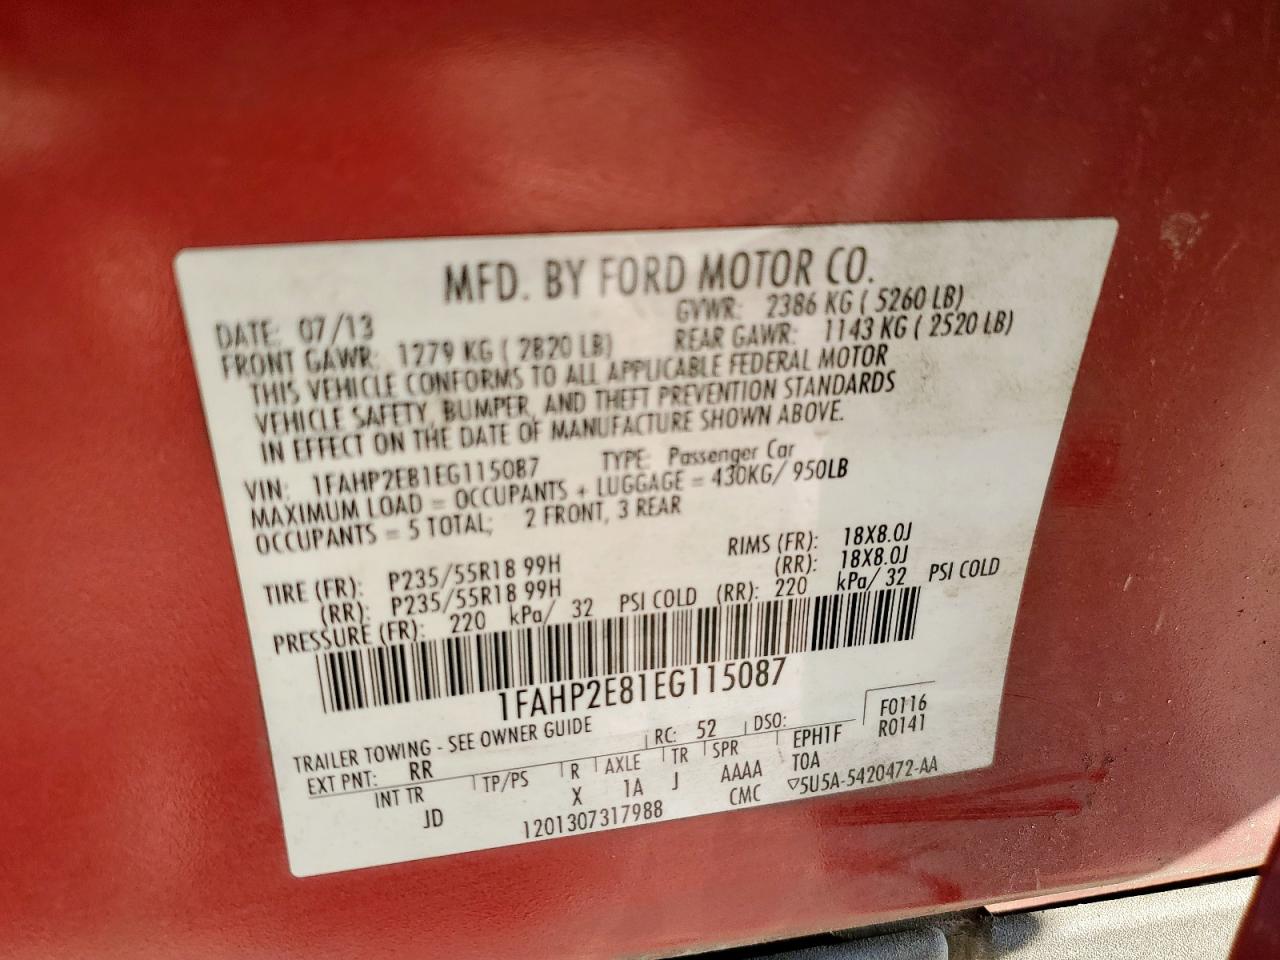 MFD. BY FORD MOTOR CO.
DATE: 07/13 GVWR: 2386 KG ( 5260 LB)
FRONT GAWR: 1279 KG ( 2820 LB) REAR GAWR: 1143 KG ( 2520 LB)
THIS VEHICLE CONFORMS TO ALL APPLICABLE FEDERAL MOTOR
VEHICLE SAFETY, BUMPER, AND THEFT PREVENTION STANDARDS
IN EFFECT ON THE DATE OF MANUFACTURE SHOWN ABOVE.
VIN: 1FAHP2E81EG115087 TYPE: Passenger Car
MAXIMUM LOAD = OCCUPANTS + LUGGAGE = 430KG/ 950LB
OCCUPANTS = 5 TOTAL; 2 FRONT, 3 REAR
TIRE (FR): P235/55R18 99H RIMS (FR): 18X8.0J
(RR): P235/55R18 99H (RR): 18X8.0J
PRESSURE (FR): 220 kPa/ 32 PSI COLD (RR): 220 kPa/ 32 PSI COLD
1FAHP2E81EG115087
TRAILER TOWING - SEE OWNER GUIDE RC: 52 DSO: F0116
R0141
EXT PNT: RR TP/PS R AXLE TR SPR EPH1F
INT TR X 1A J AAAA T0A
JD 1201307317988 CMC ▽5U5A-5420472-AA